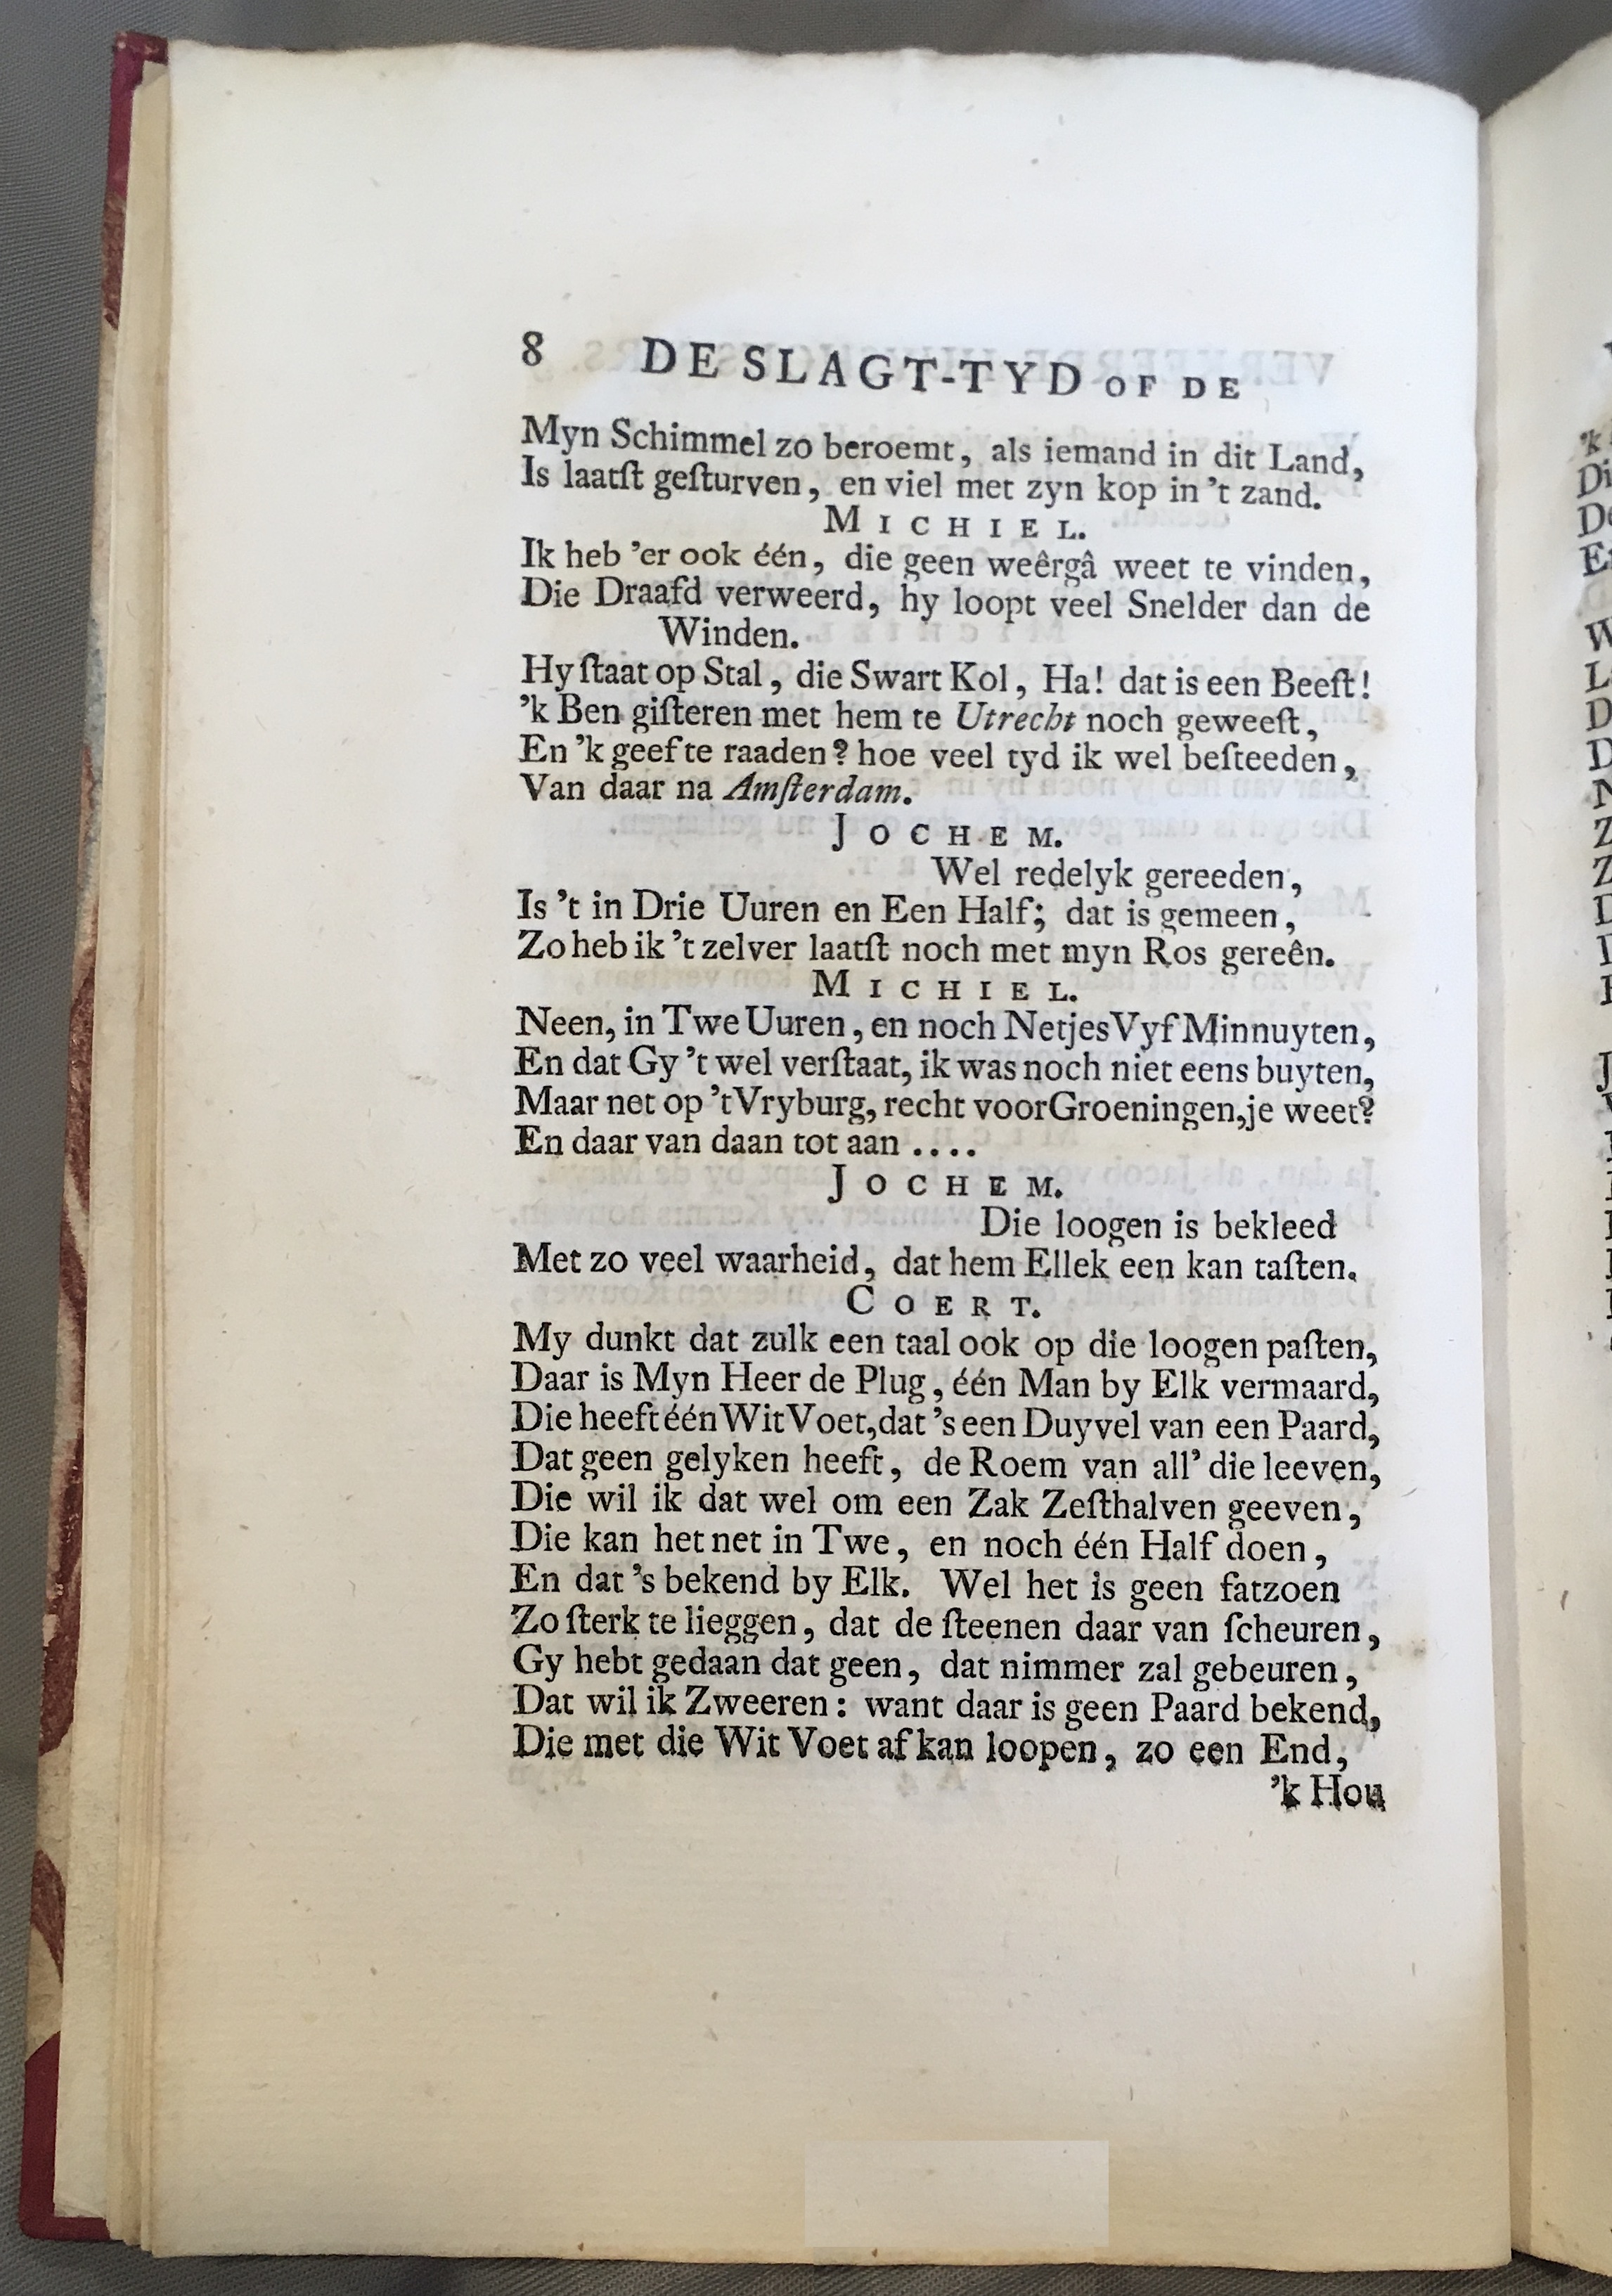 8 DE SLAGT-TYD OF DE
Myn Schimmel zo beroemt, als iemand in dit Land,
Is laatſt geſturven, en viel met zyn kop in 't zand.
MICHIEL.
Ik heb 'er ook één, die geen weêrgâ weet te vinden,
Die Draafd verweerd, hy loopt veel Snelder dan de
Winden.
Hy ſtaat op Stal, die Swart Kol, Ha! dat is een Beeſt!
'k Ben giſteren met hem te Utrecht noch geweeſt,
En 'k geef te raaden? hoe veel tyd ik wel beſteeden,
Van daar na Amſterdam.
JOCHEM.
Wel redelyk gereeden,
Is 't in Drie Uuren en Een Half; dat is gemeen,
Zo heb ik 't zelver laatſt noch met myn Ros gereên.
MICHIEL.
Neen, in Twe Uuren, en noch Netjes Vyf Minnuyten,
En dat Gy 't wel verſtaat, ik was noch niet eens buyten,
Maar net op 't Vryburg, recht voor Groeningen, je weet?
En daar van daan tot aan ....
JOCHEM.
Die loogen is bekleed
Met zo veel waarheid, dat hem Ellek een kan taſten.
COERT.
My dunkt dat zulk een taal ook op die loogen paſten,
Daar is Myn Heer de Plug, één Man by Elk vermaard,
Die heeft één Wit Voet, dat 's een Duyvel van een Paard,
Dat geen gelyken heeft, de Roem van all' die leeven,
Die wil ik dat wel om een Zak Zeſthalven geeven,
Die kan het net in Twe, en noch één Half doen,
En dat 's bekend by Elk. Wel het is geen fatzoen
Zo ſterk te lieggen, dat de ſteenen daar van ſcheuren,
Gy hebt gedaan dat geen, dat nimmer zal gebeuren,
Dat wil ik Zweeren: want daar is geen Paard bekend,
Die met die Wit Voet af kan loopen, zo een End,
'k Hou